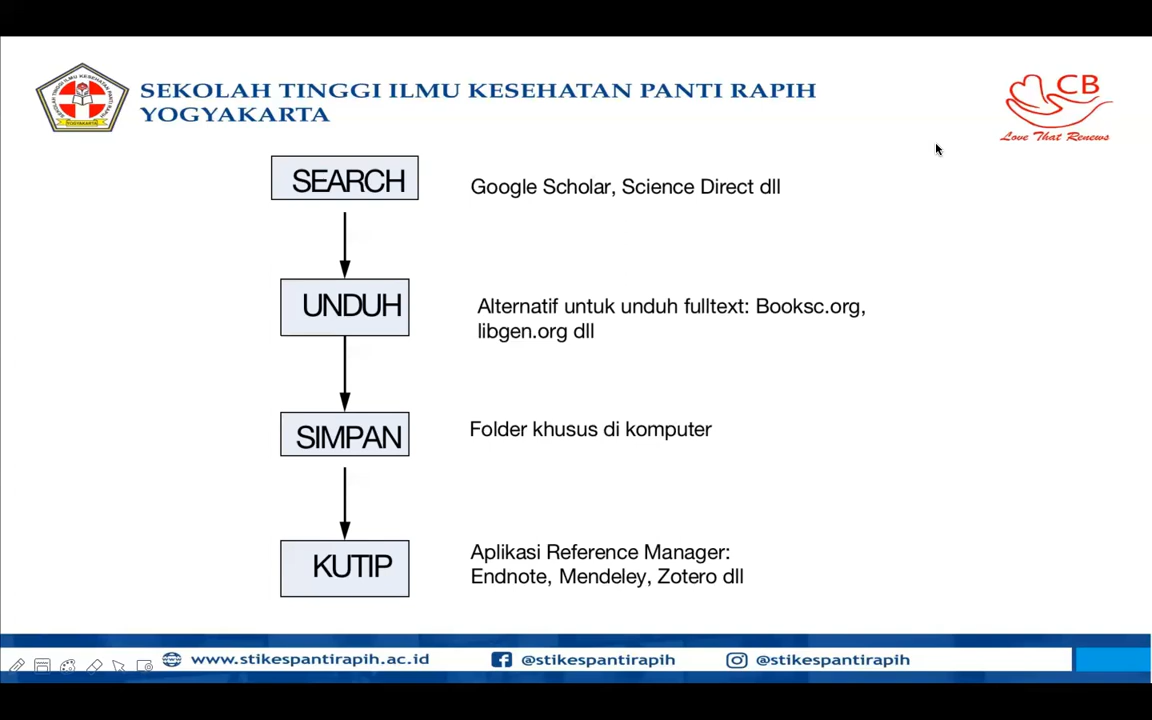 SEKOLAH TINGGI ILMU KESEHATAN PANTI RAPIH
YOGYAKARTA
CB
Love That Renews
SEARCH
Google Scholar, Science Direct dll
UNDUH
Alternatif untuk unduh fulltext: Booksc.org,
libgen.org dll
SIMPAN
Folder khusus di komputer
KUTIP
Aplikasi Reference Manager:
Endnote, Mendeley, Zotero dll
www.stikespantirapih.ac.id
@stikespantirapih
@stikespantirapih